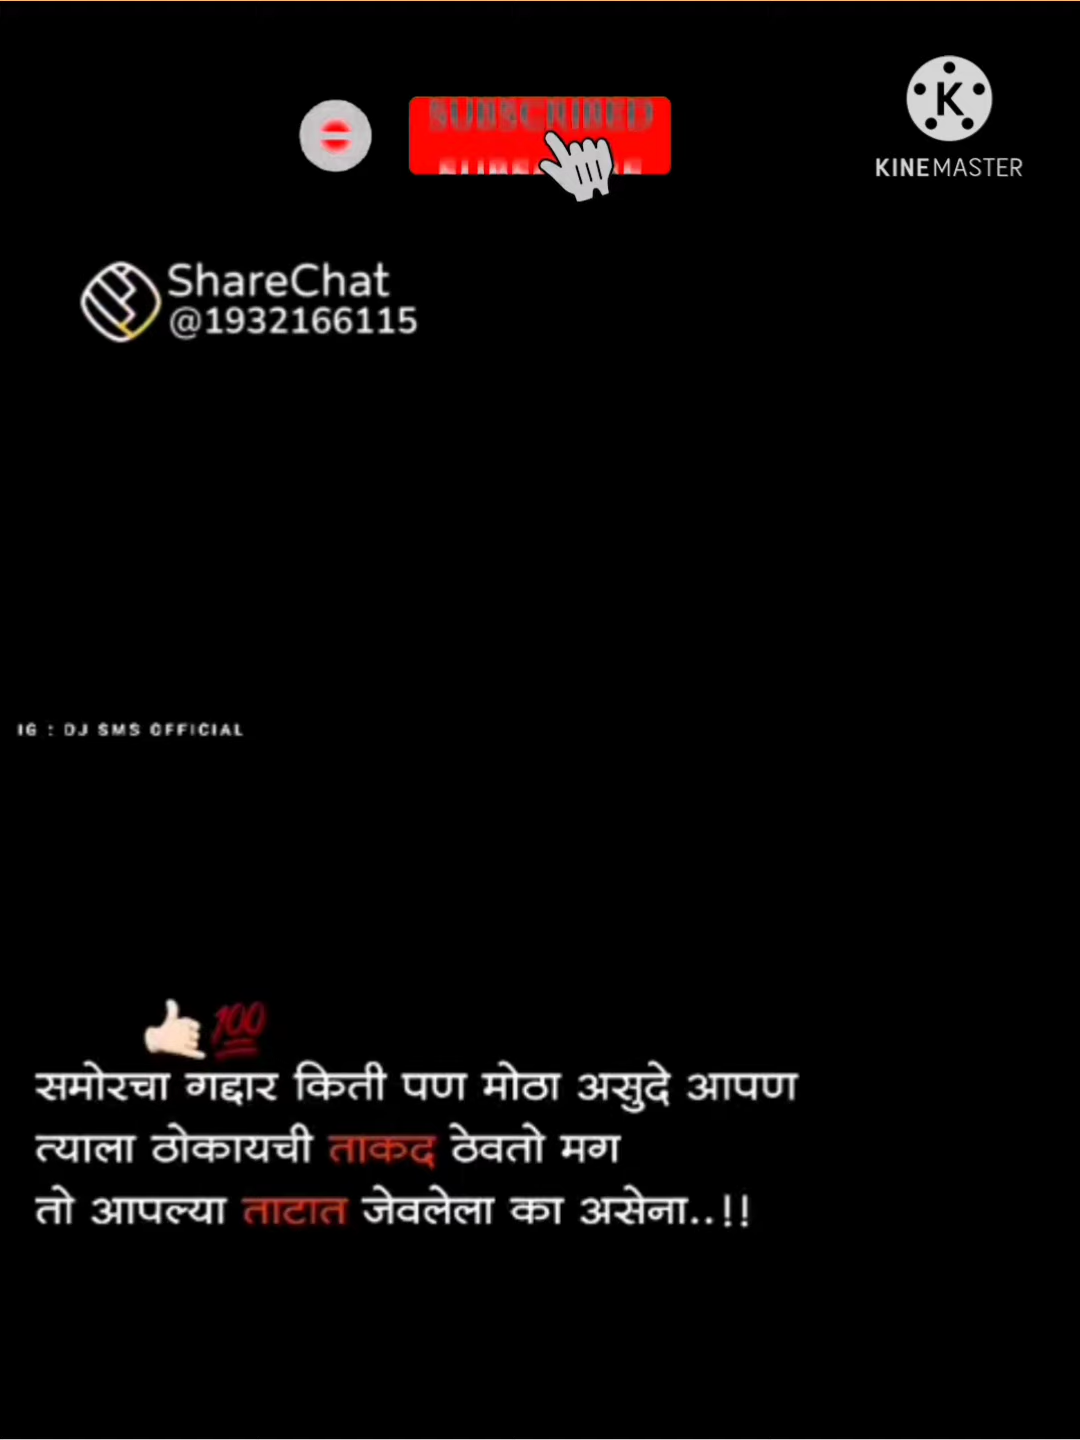 SUBSCRIBED
K
KINEMASTER
ShareChat
@1932166115
IG : DJ SMS OFFICIAL
🤙🏻💯
समोरचा गद्दार किती पण मोठा असुदे आपण
त्याला ठोकायची ताकद ठेवतो मग
तो आपल्या ताटात जेवलेला का असेना..!!